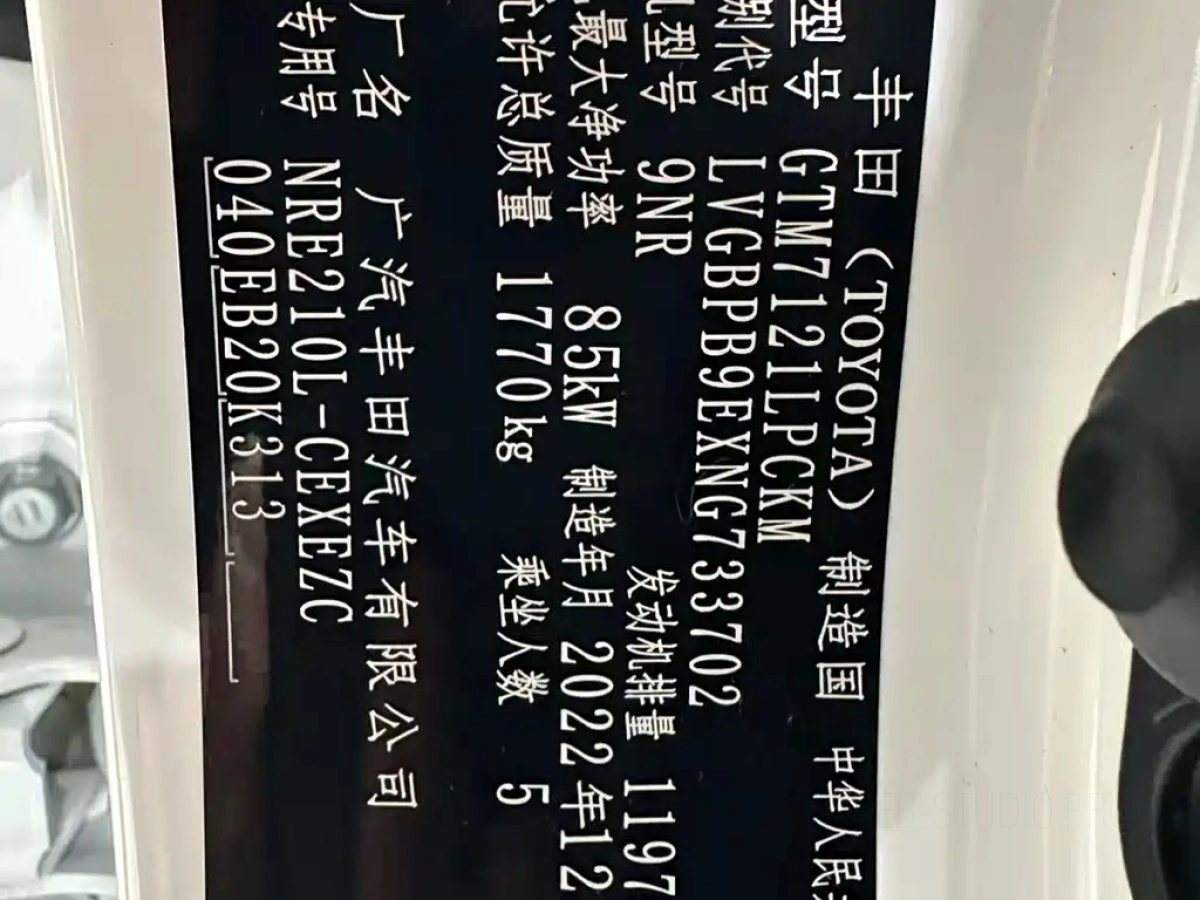 丰田 (TOYOTA) 制造国 中华人民
型号 GTM7121LPCKM
别代号 LVGBPB9EXNG733702
机型号 9NR 发动机排量 1197
最大净功率 85kW 制造年月 2022年12
允许总质量 1770kg 乘坐人数 5
厂名 广汽丰田汽车有限公司
专用号 NRE210L-CEXEZC
040EB20K313